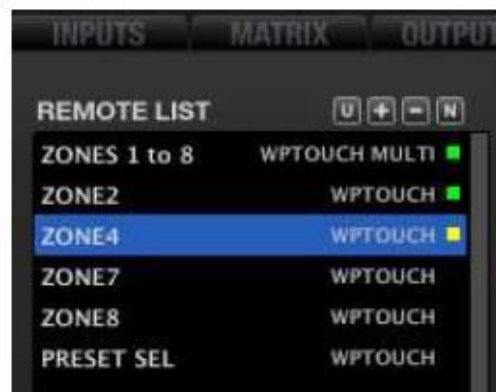 INPUTS MATRIX OUTPUT
REMOTE LIST U + - N
ZONES 1 to 8 WPTOUCH MULTI
ZONE2 WPTOUCH
ZONE4 WPTOUCH
ZONE7 WPTOUCH
ZONE8 WPTOUCH
PRESET SEL WPTOUCH